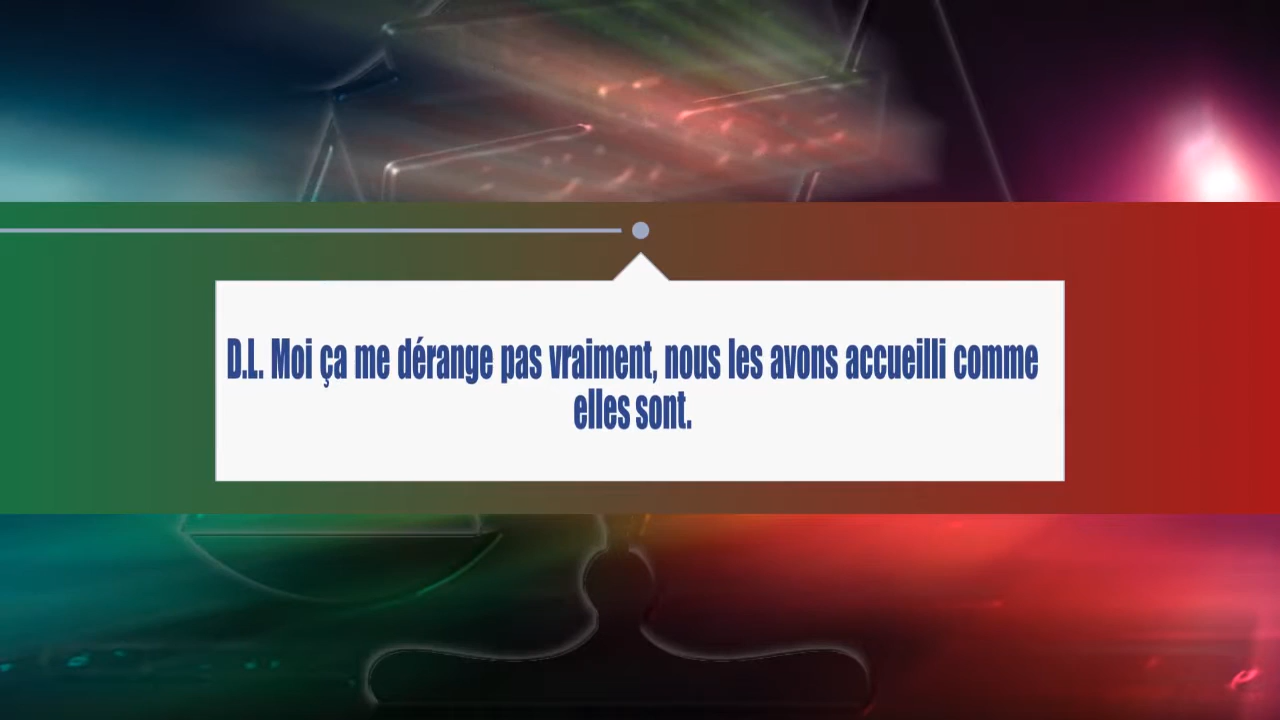 D.L. Moi ça me dérange pas vraiment, nous les avons accueilli comme
elles sont.